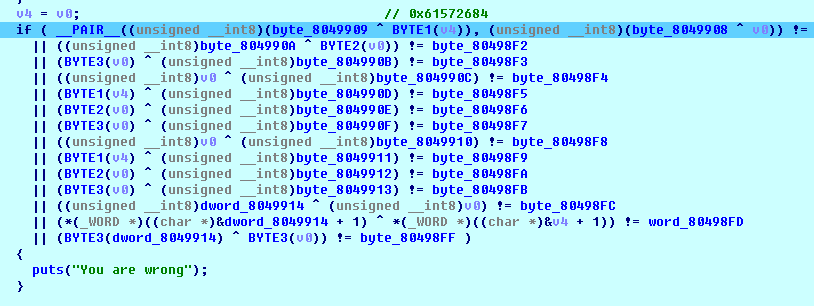 v4 = v0; // 0x61572684
if ( __PAIR__((unsigned __int8)(byte_8049909 ^ BYTE1(v4)), (unsigned __int8)(byte_8049908 ^ v0)) !=
|| ((unsigned __int8)byte_804990A ^ BYTE2(v0)) != byte_80498F2
|| (BYTE3(v0) ^ (unsigned __int8)byte_804990B) != byte_80498F3
|| ((unsigned __int8)v0 ^ (unsigned __int8)byte_804990C) != byte_80498F4
|| (BYTE1(v4) ^ (unsigned __int8)byte_804990D) != byte_80498F5
|| (BYTE2(v0) ^ (unsigned __int8)byte_804990E) != byte_80498F6
|| (BYTE3(v0) ^ (unsigned __int8)byte_804990F) != byte_80498F7
|| ((unsigned __int8)v0 ^ (unsigned __int8)byte_8049910) != byte_80498F8
|| (BYTE1(v4) ^ (unsigned __int8)byte_8049911) != byte_80498F9
|| (BYTE2(v0) ^ (unsigned __int8)byte_8049912) != byte_80498FA
|| (BYTE3(v0) ^ (unsigned __int8)byte_8049913) != byte_80498FB
|| ((unsigned __int8)dword_8049914 ^ (unsigned __int8)v0) != byte_80498FC
|| (*(_WORD *)((char *)&dword_8049914 + 1) ^ *(_WORD *)((char *)&v4 + 1)) != word_80498FD
|| (BYTE3(dword_8049914) ^ BYTE3(v0)) != byte_80498FF )
{
puts("You are wrong");
}